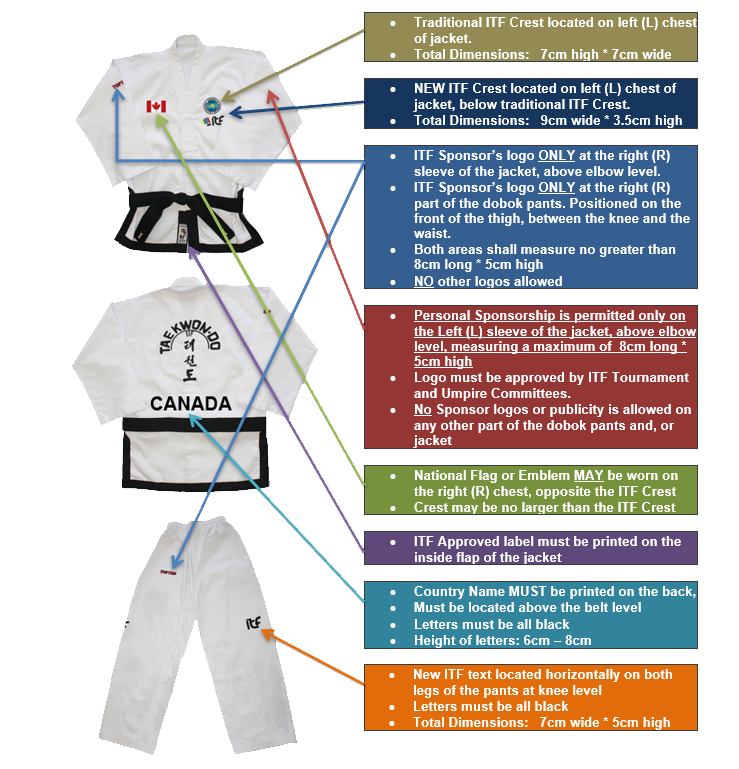 • Traditional ITF Crest located on left (L) chest
of jacket.
• Total Dimensions: 7cm high * 7cm wide
• NEW ITF Crest located on left (L) chest of
jacket, below traditional ITF Crest.
• Total Dimensions: 9cm wide * 3.5cm high
itf
• ITF Sponsor's logo ONLY at the right (R)
sleeve of the jacket, above elbow level.
• ITF Sponsor's logo ONLY at the right (R)
part of the dobok pants. Positioned on the
front of the thigh, between the knee and the
waist.
• Both areas shall measure no greater than
8cm long * 5cm high
• NO other logos allowed
• Personal Sponsorship is permitted only on
the Left (L) sleeve of the jacket, above elbow
level, measuring a maximum of 8cm long *
5cm high
• Logo must be approved by ITF Tournament
and Umpire Committees.
• No Sponsor logos or publicity is allowed on
any other part of the dobok pants and, or
jacket
TAEKWON-DO
ITF
태
권
도
CANADA
• National Flag or Emblem MAY be worn on
the right (R) chest, opposite the ITF Crest
• Crest may be no larger than the ITF Crest
• ITF Approved label must be printed on the
inside flap of the jacket
• Country Name MUST be printed on the back,
• Must be located above the belt level
• Letters must be all black
• Height of letters: 6cm – 8cm
itf
• New ITF text located horizontally on both
legs of the pants at knee level
• Letters must be all black
• Total Dimensions: 7cm wide * 5cm high